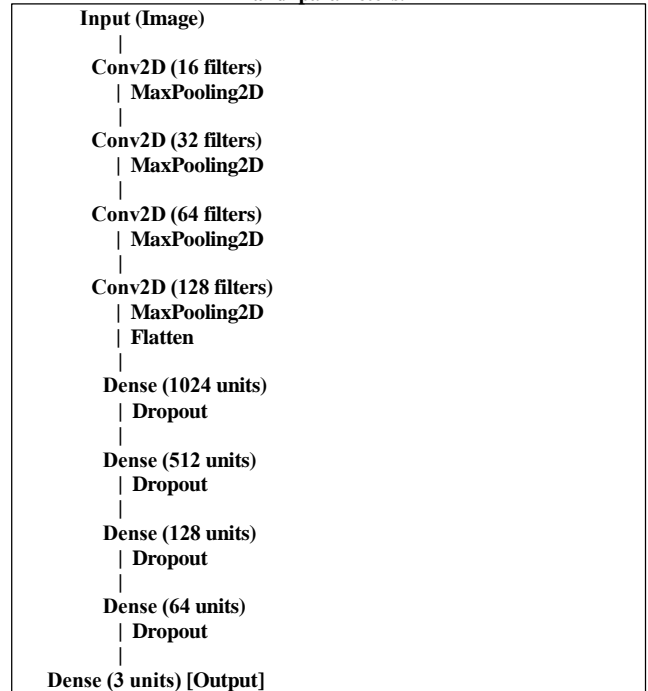 Input (Image)
|
Conv2D (16 filters)
| MaxPooling2D
|
Conv2D (32 filters)
| MaxPooling2D
|
Conv2D (64 filters)
| MaxPooling2D
|
Conv2D (128 filters)
| MaxPooling2D
| Flatten
|
Dense (1024 units)
| Dropout
|
Dense (512 units)
| Dropout
|
Dense (128 units)
| Dropout
|
Dense (64 units)
| Dropout
|
Dense (3 units) [Output]